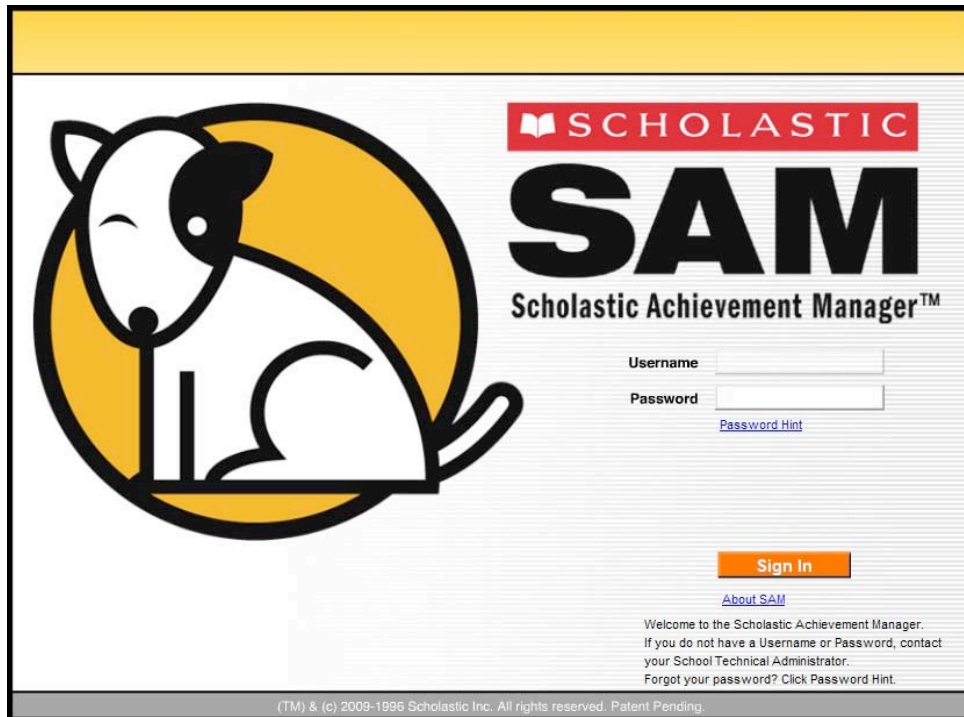 SCHOLASTIC
SAM
Scholastic Achievement Manager™
Username
Password
Password Hint
Sign In
About SAM
Welcome to the Scholastic Achievement Manager.
If you do not have a Username or Password, contact
your School Technical Administrator.
Forgot your password? Click Password Hint.
(TM) & (c) 2009-1996 Scholastic Inc. All rights reserved. Patent Pending.